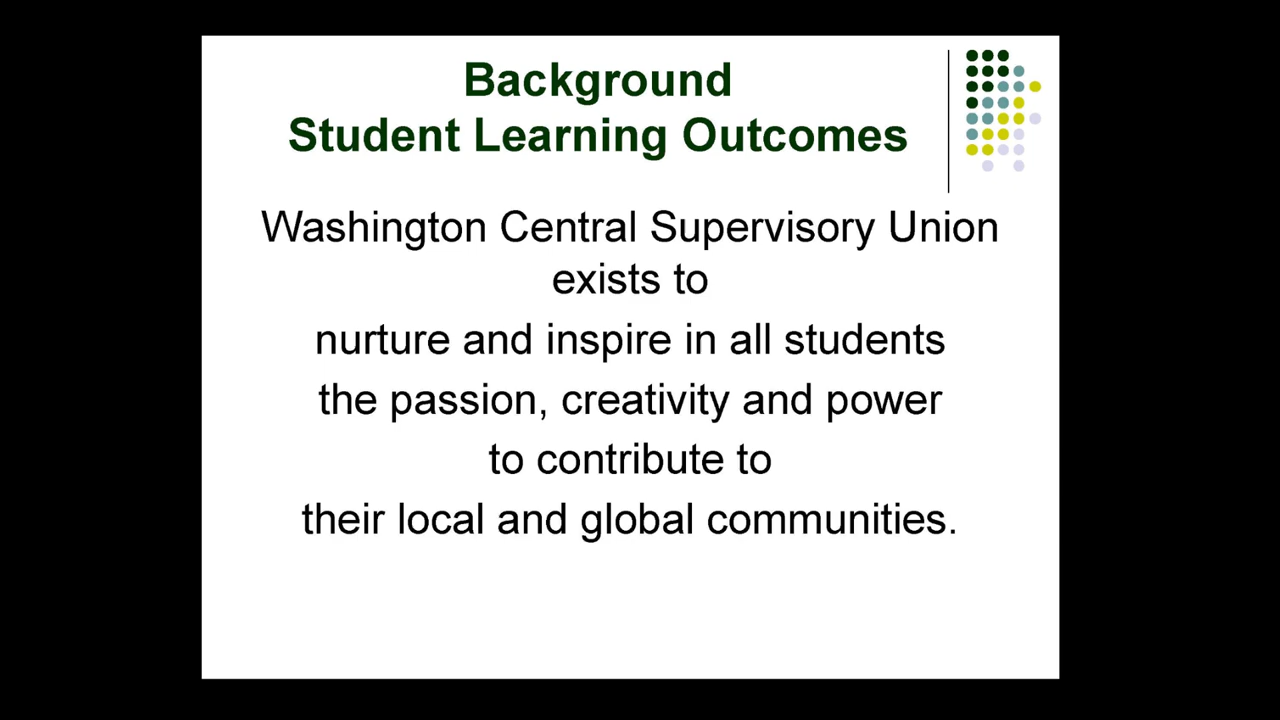 Background
Student Learning Outcomes
Washington Central Supervisory Union
exists to
nurture and inspire in all students
the passion, creativity and power
to contribute to
their local and global communities.